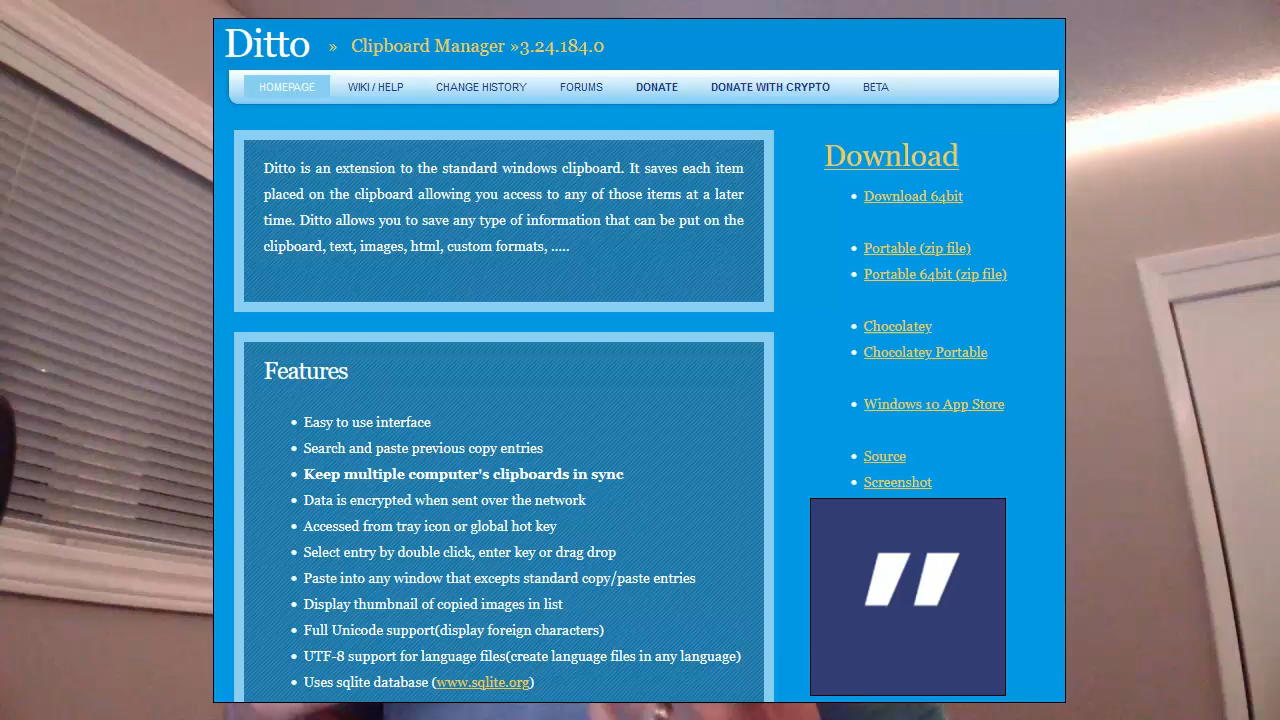 Ditto » Clipboard Manager »3.24.184.0
HOMEPAGE WIKI / HELP CHANGE HISTORY FORUMS DONATE DONATE WITH CRYPTO BETA
Ditto is an extension to the standard windows clipboard. It saves each item
placed on the clipboard allowing you access to any of those items at a later
time. Ditto allows you to save any type of information that can be put on the
clipboard, text, images, html, custom formats, .....
Features
• Easy to use interface
• Search and paste previous copy entries
• Keep multiple computer's clipboards in sync
• Data is encrypted when sent over the network
• Accessed from tray icon or global hot key
• Select entry by double click, enter key or drag drop
• Paste into any window that excepts standard copy/paste entries
• Display thumbnail of copied images in list
• Full Unicode support(display foreign characters)
• UTF-8 support for language files(create language files in any language)
• Uses sqlite database (www.sqlite.org)
Download
• Download 64bit
• Portable (zip file)
• Portable 64bit (zip file)
• Chocolatey
• Chocolatey Portable
• Windows 10 App Store
• Source
• Screenshot
"